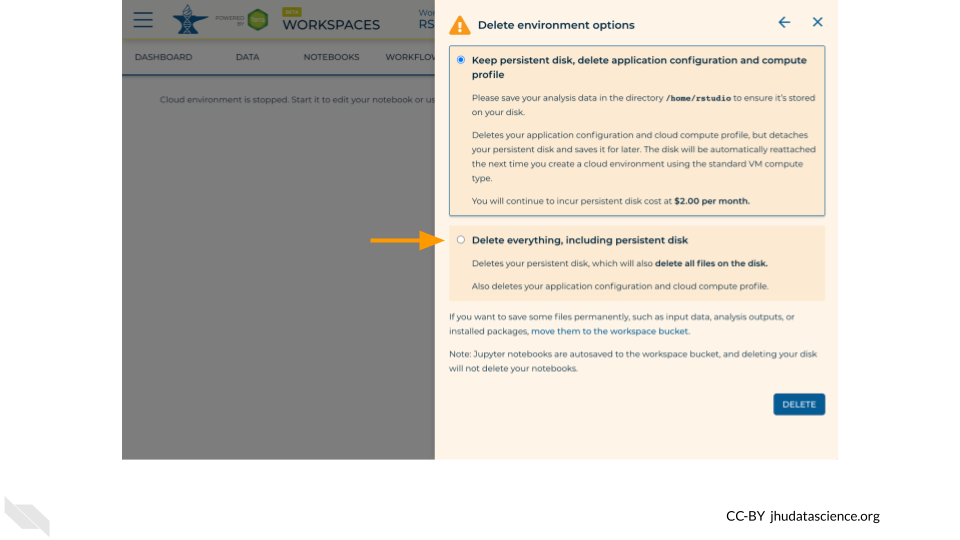 POWERED
BY
terra
BETA
WORKSPACES
Wor
RS
DASHBOARD
DATA
NOTEBOOKS
WORKFLOW
Cloud environment is stopped. Start it to edit your notebook or us
Delete environment options
Keep persistent disk, delete application configuration and compute
profile
Please save your analysis data in the directory /home/rstudio to ensure it's stored
on your disk.
Deletes your application configuration and cloud compute profile, but detaches
your persistent disk and saves it for later. The disk will be automatically reattached
the next time you create a cloud environment using the standard VM compute
type.
You will continue to incur persistent disk cost at $2.00 per month.
Delete everything, including persistent disk
Deletes your persistent disk, which will also delete all files on the disk.
Also deletes your application configuration and cloud compute profile.
If you want to save some files permanently, such as input data, analysis outputs, or
installed packages, move them to the workspace bucket.
Note: Jupyter notebooks are autosaved to the workspace bucket, and deleting your disk
will not delete your notebooks.
DELETE
CC-BY jhudatascience.org